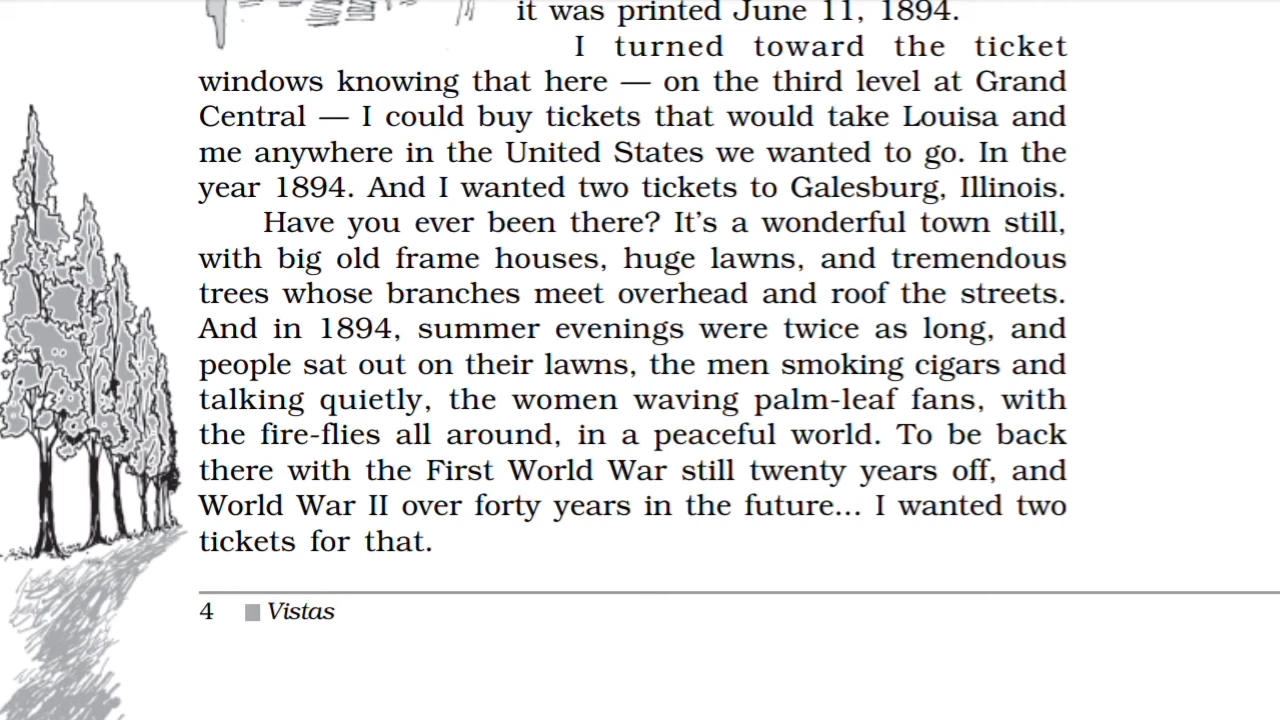 it was printed June 11, 1894.
I turned toward the ticket
windows knowing that here — on the third level at Grand
Central — I could buy tickets that would take Louisa and
me anywhere in the United States we wanted to go. In the
year 1894. And I wanted two tickets to Galesburg, Illinois.
Have you ever been there? It's a wonderful town still,
with big old frame houses, huge lawns, and tremendous
trees whose branches meet overhead and roof the streets.
And in 1894, summer evenings were twice as long, and
people sat out on their lawns, the men smoking cigars and
talking quietly, the women waving palm-leaf fans, with
the fire-flies all around, in a peaceful world. To be back
there with the First World War still twenty years off, and
World War II over forty years in the future... I wanted two
tickets for that.
4 Vistas